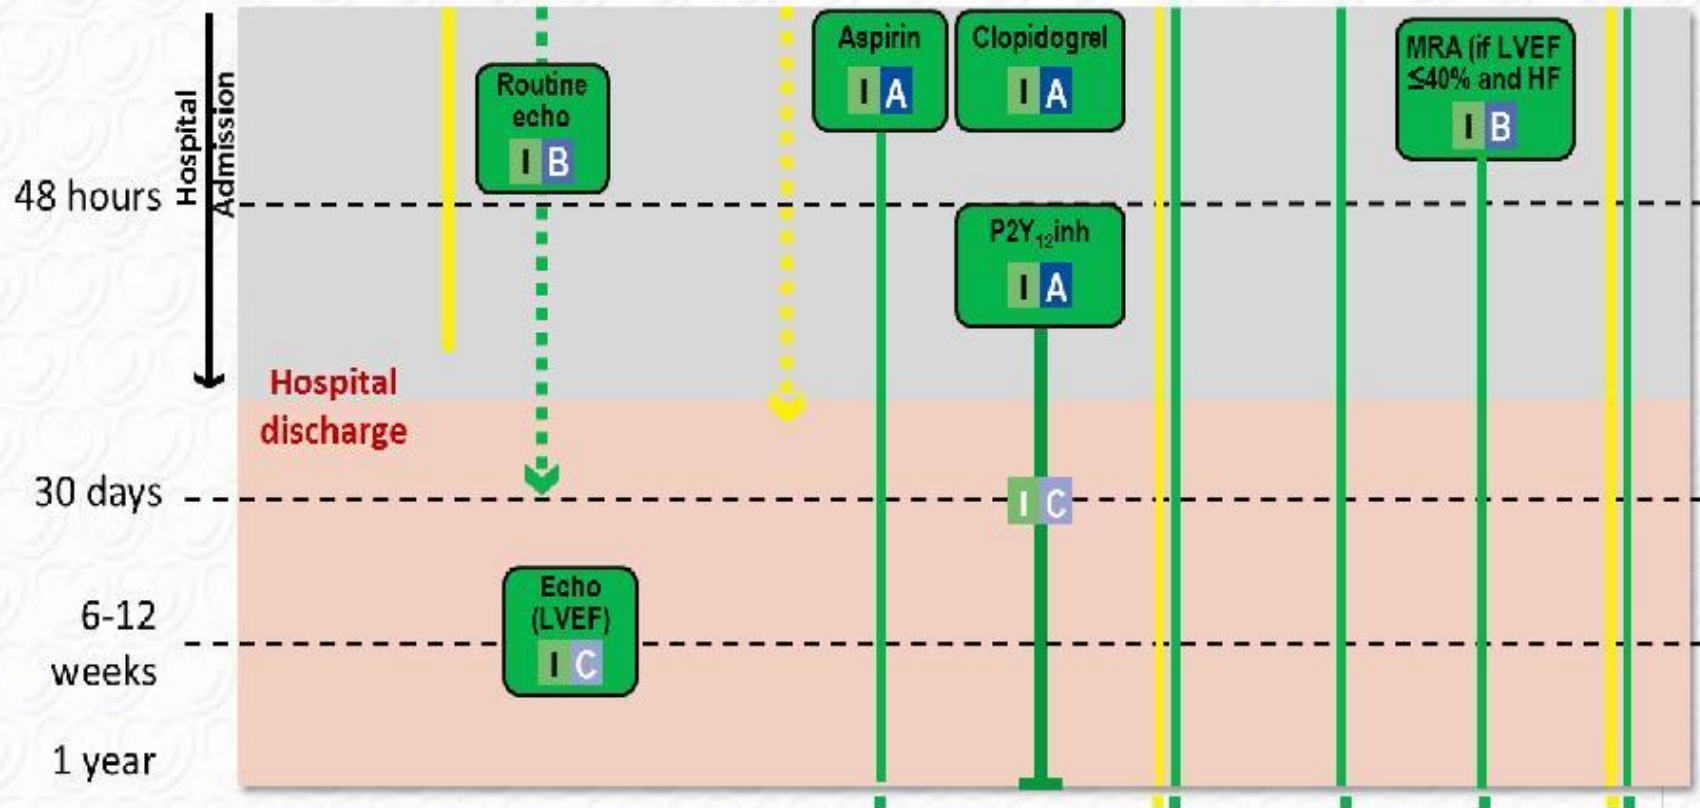 Hospital
Admission
48 hours
Hospital
discharge
30 days
6-12
weeks
1 year
Routine
echo
I B
Aspirin
I A
Clopidogrel
I A
MRA (if LVEF
≤40% and HF
I B
P2Y₁₂inh
I A
I C
Echo
(LVEF)
I C